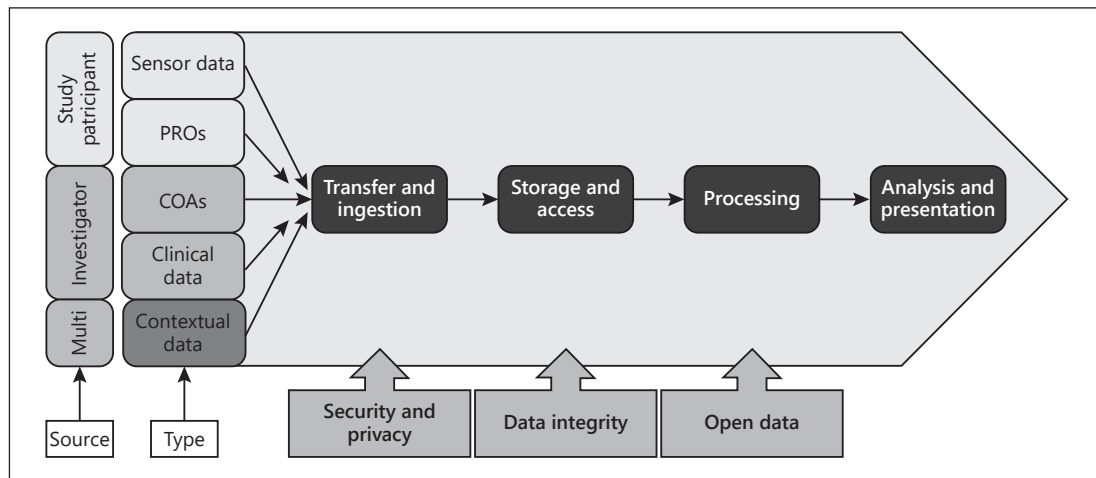 Study
patricipant
Investigator
Multi
Sensor data
PROs
COAs
Clinical data
Contextual
data
Transfer and
ingestion
Storage and
access
Processing
Analysis and
presentation
Security and
privacy
Data integrity
Open data
Source
Type